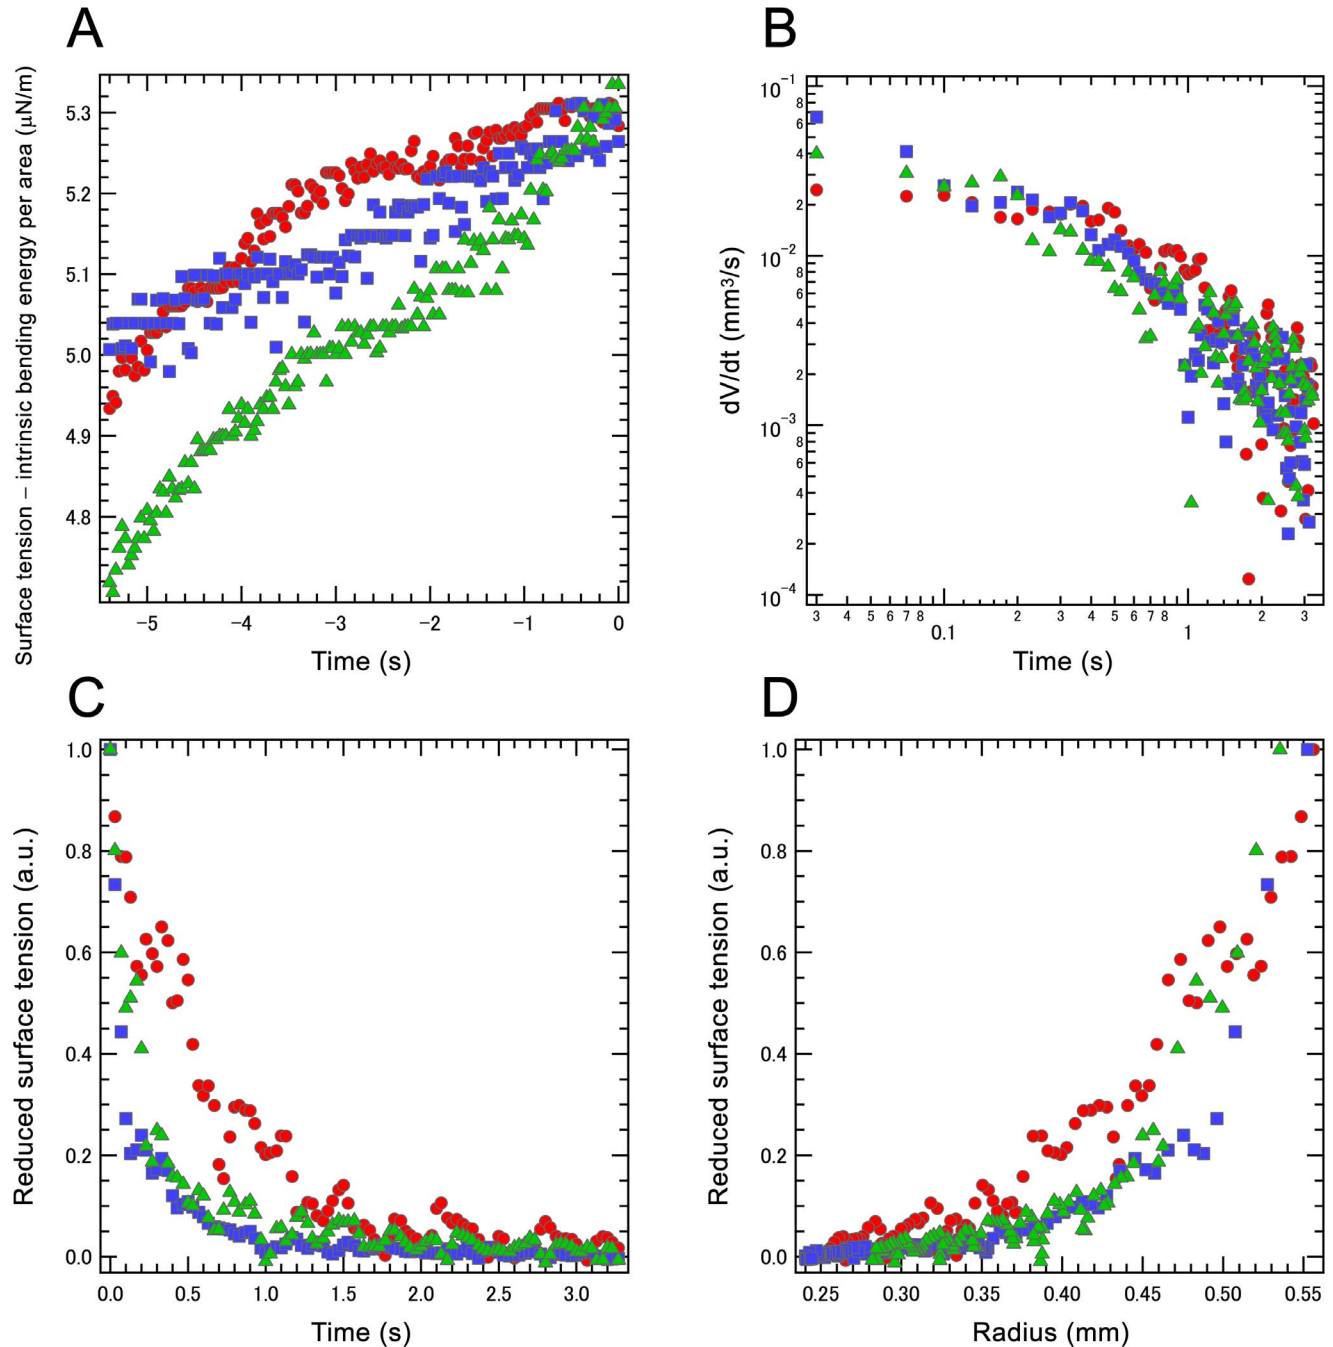 A
Surface tension – intrinsic bending energy per area (μN/m)
5.3
5.2
5.1
5.0
4.9
4.8
−5 −4 −3 −2 −1 0
Time (s)
B
dV/dt (mm³/s)
10⁻¹
8
6
4
2
10⁻²
8
6
4
2
10⁻³
8
6
4
2
10⁻⁴
3 4 5 6 7 8 0.1 2 3 4 5 6 7 8 1 2 3
Time (s)
C
Reduced surface tension (a.u.)
1.0
0.8
0.6
0.4
0.2
0.0
0.0 0.5 1.0 1.5 2.0 2.5 3.0
Time (s)
D
Reduced surface tension (a.u.)
1.0
0.8
0.6
0.4
0.2
0.0
0.25 0.30 0.35 0.40 0.45 0.50 0.55
Radius (mm)